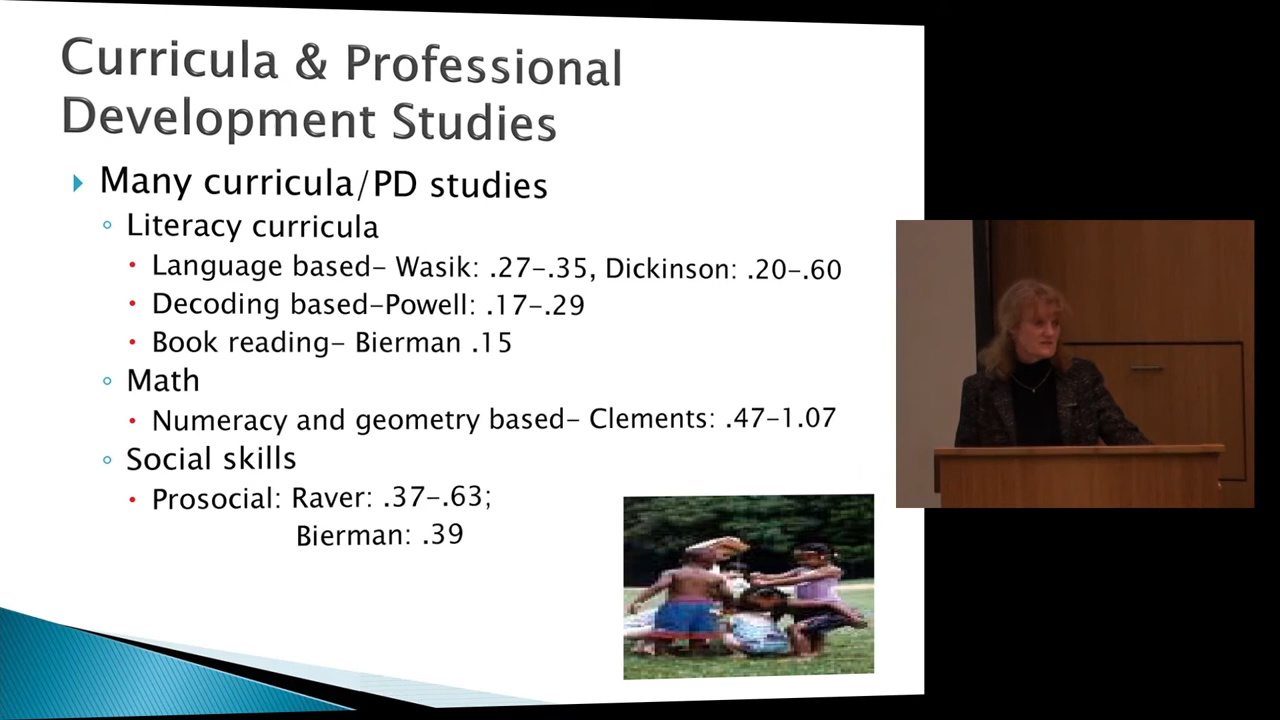 Curricula & Professional
Development Studies
Many curricula/PD studies
Literacy curricula
Language based– Wasik: .27–.35, Dickinson: .20–.60
Decoding based–Powell: .17–.29
Book reading– Bierman .15
Math
Numeracy and geometry based– Clements: .47–1.07
Social skills
Prosocial: Raver: .37–.63;
Bierman: .39